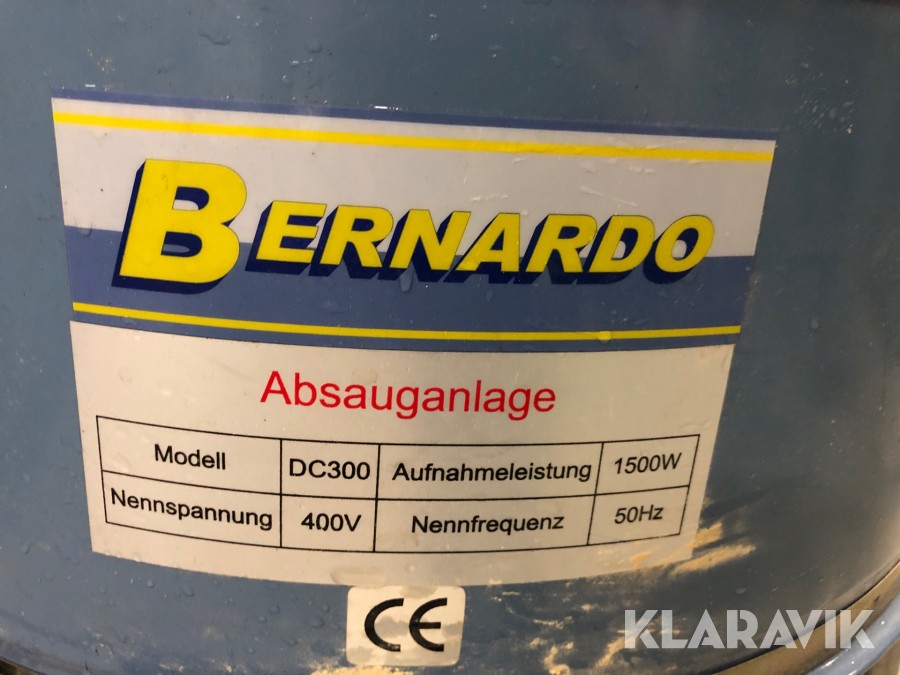 BERNARDO
Absauganlage
Modell DC300 Aufnahmeleistung 1500W
Nennspannung 400V Nennfrequenz 50Hz
CE
KLARAVIK